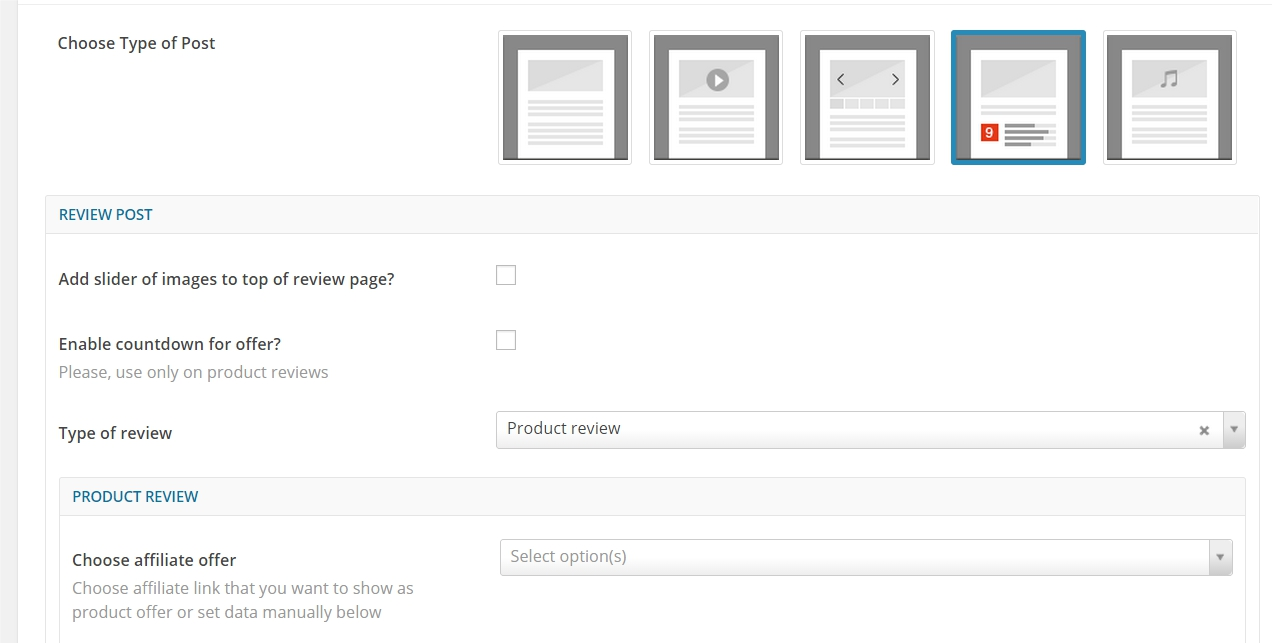 Choose Type of Post
9
REVIEW POST
Add slider of images to top of review page?
Enable countdown for offer?
Please, use only on product reviews
Type of review
Product review
PRODUCT REVIEW
Choose affiliate offer
Select option(s)
Choose affiliate link that you want to show as
product offer or set data manually below